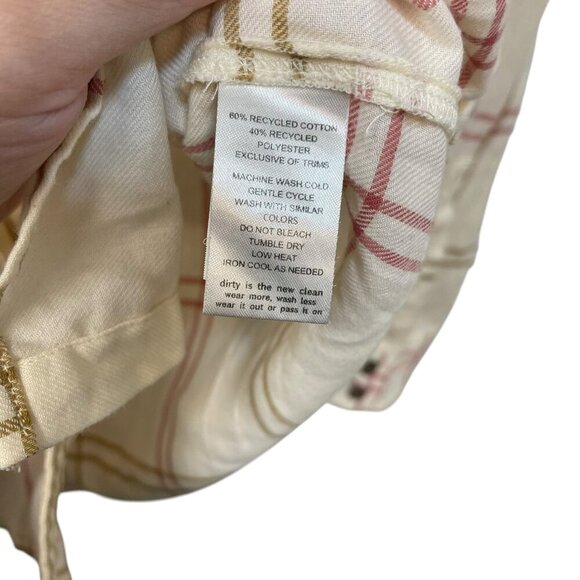 60% RECYCLED COTTON
40% RECYCLED
POLYESTER
EXCLUSIVE OF TRIMS
MACHINE WASH COLD
GENTLE CYCLE
WASH WITH SIMILAR
COLORS
DO NOT BLEACH
TUMBLE DRY
LOW HEAT
IRON COOL AS NEEDED
dirty is the new clean
wear more, wash less
wear it out or pass is on